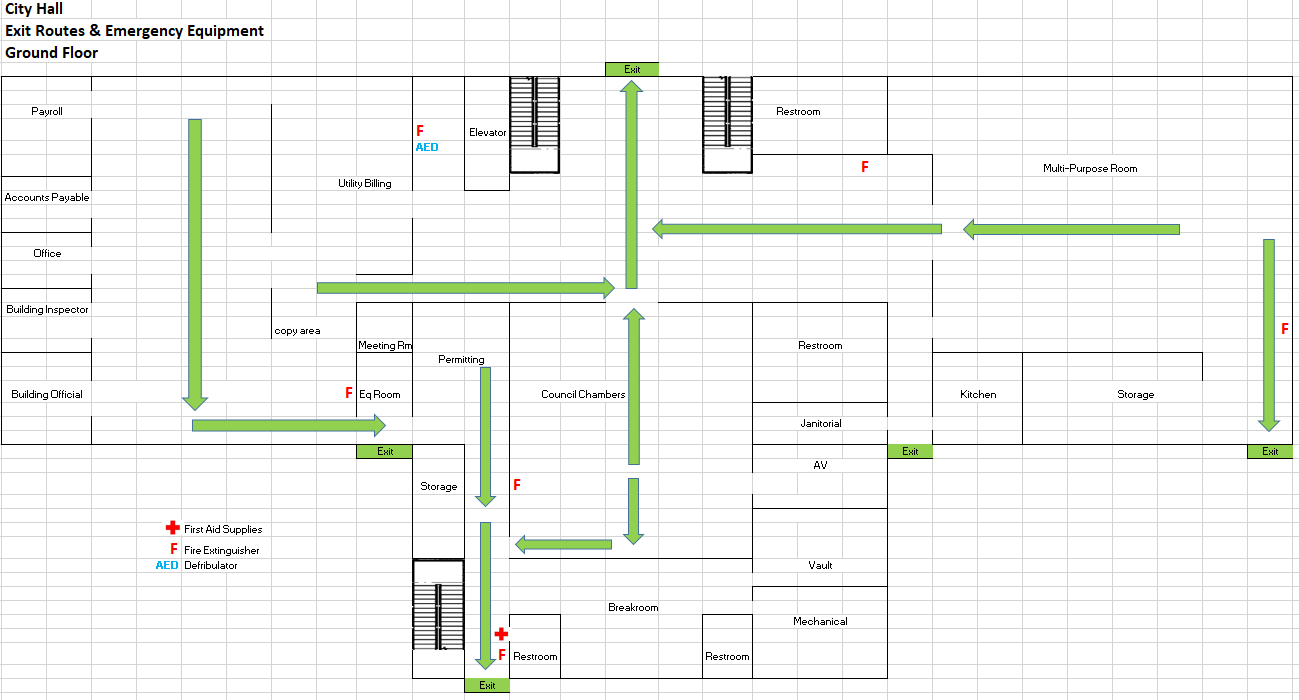 City Hall
Exit Routes & Emergency Equipment
Ground Floor
Exit
Payroll
Restroom
F
Elevator
AED
F
Multi-Purpose Room
Utility Billing
Accounts Payable
Office
Building Inspector
copy area
F
Meeting Rm
Restroom
Permitting
Building Official
F
Eq Room
Council Chambers
Kitchen
Storage
Janitorial
Exit
Exit
Exit
AV
Storage
F
First Aid Supplies
F Fire Extinguisher
AED Defribulator
Vault
Breakroom
Mechanical
F
Restroom
Restroom
Exit